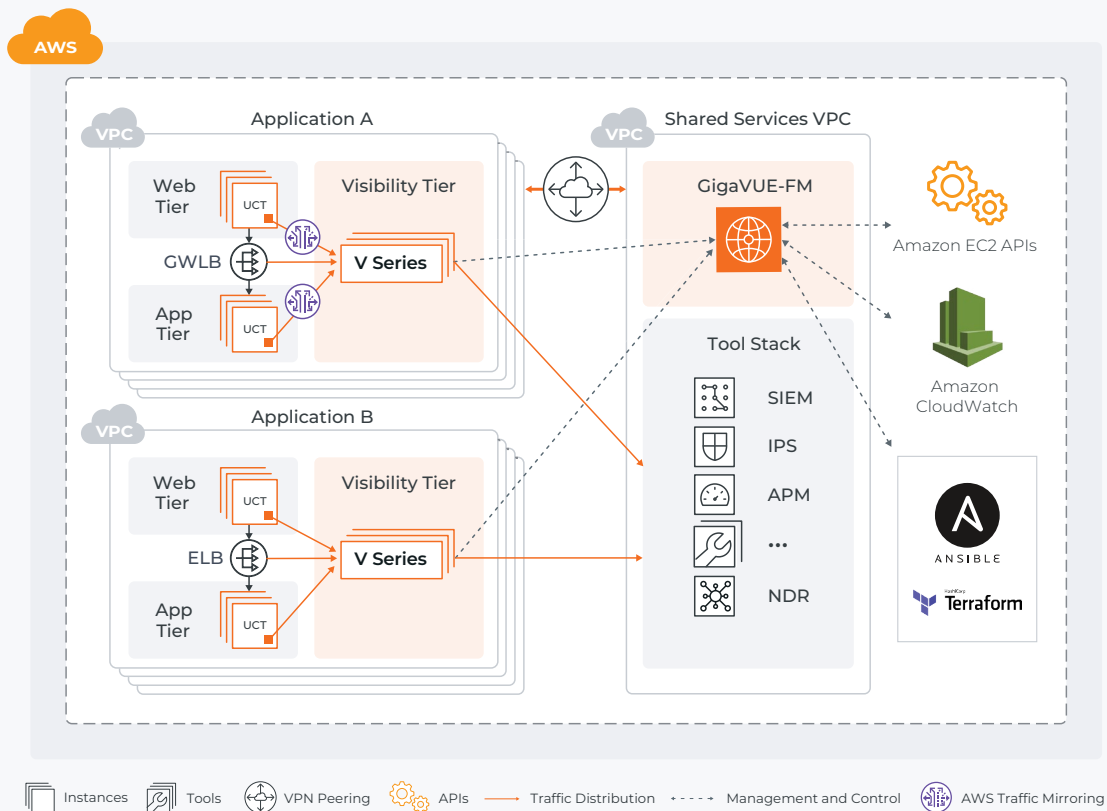 AWS
VPC
Application A
Web
Tier
UCT
GWLB
App
Tier
UCT
Visibility Tier
V Series
VPC
Shared Services VPC
GigaVUE-FM
Tool Stack
SIEM
IPS
APM
...
NDR
Amazon EC2 APIs
Amazon
CloudWatch
ANSIBLE
HashiCorp
Terraform
VPC
Application B
Web
Tier
UCT
ELB
App
Tier
UCT
Visibility Tier
V Series
Instances
Tools
VPN Peering
APIs
Traffic Distribution
Management and Control
AWS Traffic Mirroring